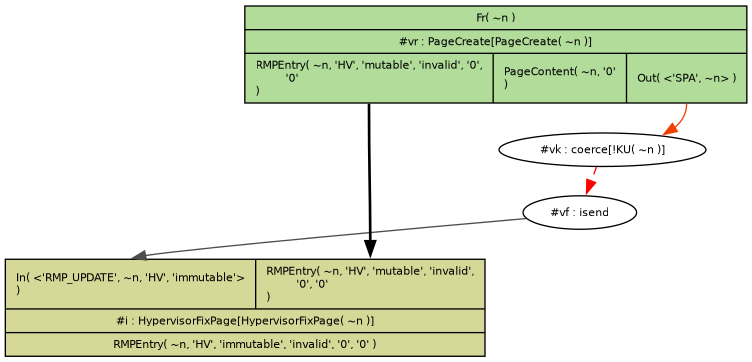 Fr( ~n )
#vr : PageCreate[PageCreate( ~n )]
RMPEntry( ~n, 'HV', 'mutable', 'invalid', '0',
'0'
)
PageContent( ~n, '0'
)
Out( <'SPA', ~n> )
#vk : coerce[!KU( ~n )]
#vf : isend
In( <'RMP_UPDATE', ~n, 'HV', 'immutable'>
)
RMPEntry( ~n, 'HV', 'mutable', 'invalid',
'0', '0'
)
#i : HypervisorFixPage[HypervisorFixPage( ~n )]
RMPEntry( ~n, 'HV', 'immutable', 'invalid', '0', '0' )